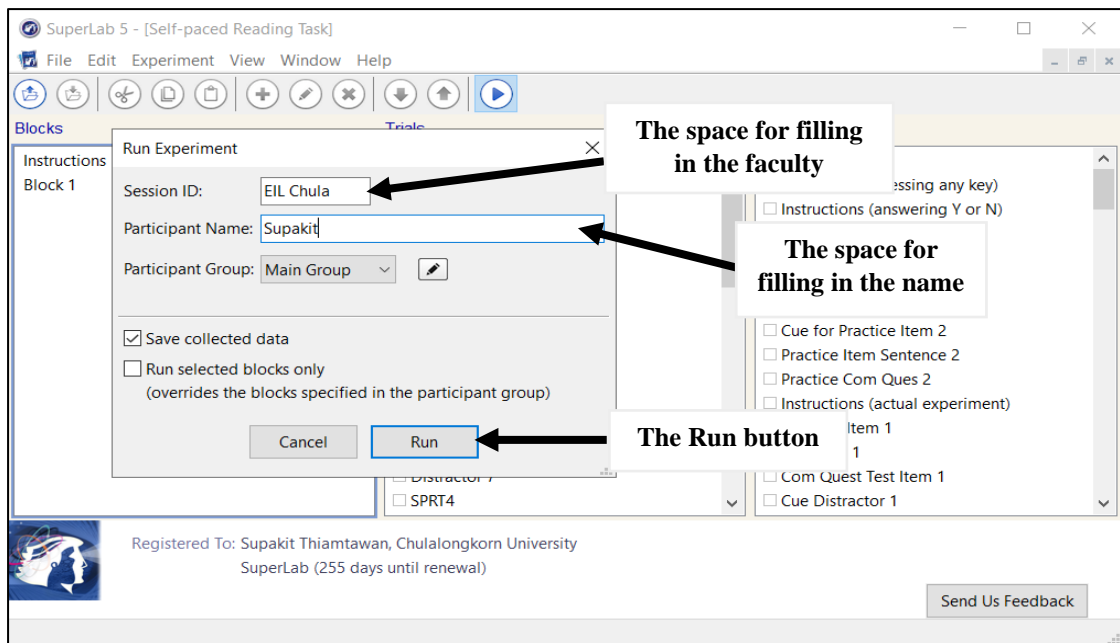 SuperLab 5 - [Self-paced Reading Task]
File Edit Experiment View Window Help
Blocks
Trials
Instructions
Block 1
Run Experiment
Session ID: EIL Chula
Participant Name: Supakit
Participant Group: Main Group
Save collected data
Run selected blocks only
(overrides the blocks specified in the participant group)
Cancel Run
The space for filling
in the faculty
The space for
filling in the name
The Run button
SPRT4
essing any key)
Instructions (answering Y or N)
Cue for Practice Item 2
Practice Item Sentence 2
Practice Com Ques 2
Instructions (actual experiment)
Item 1
1
Com Quest Test Item 1
Cue Distractor 1
Registered To: Supakit Thiamtawan, Chulalongkorn University
SuperLab (255 days until renewal)
Send Us Feedback